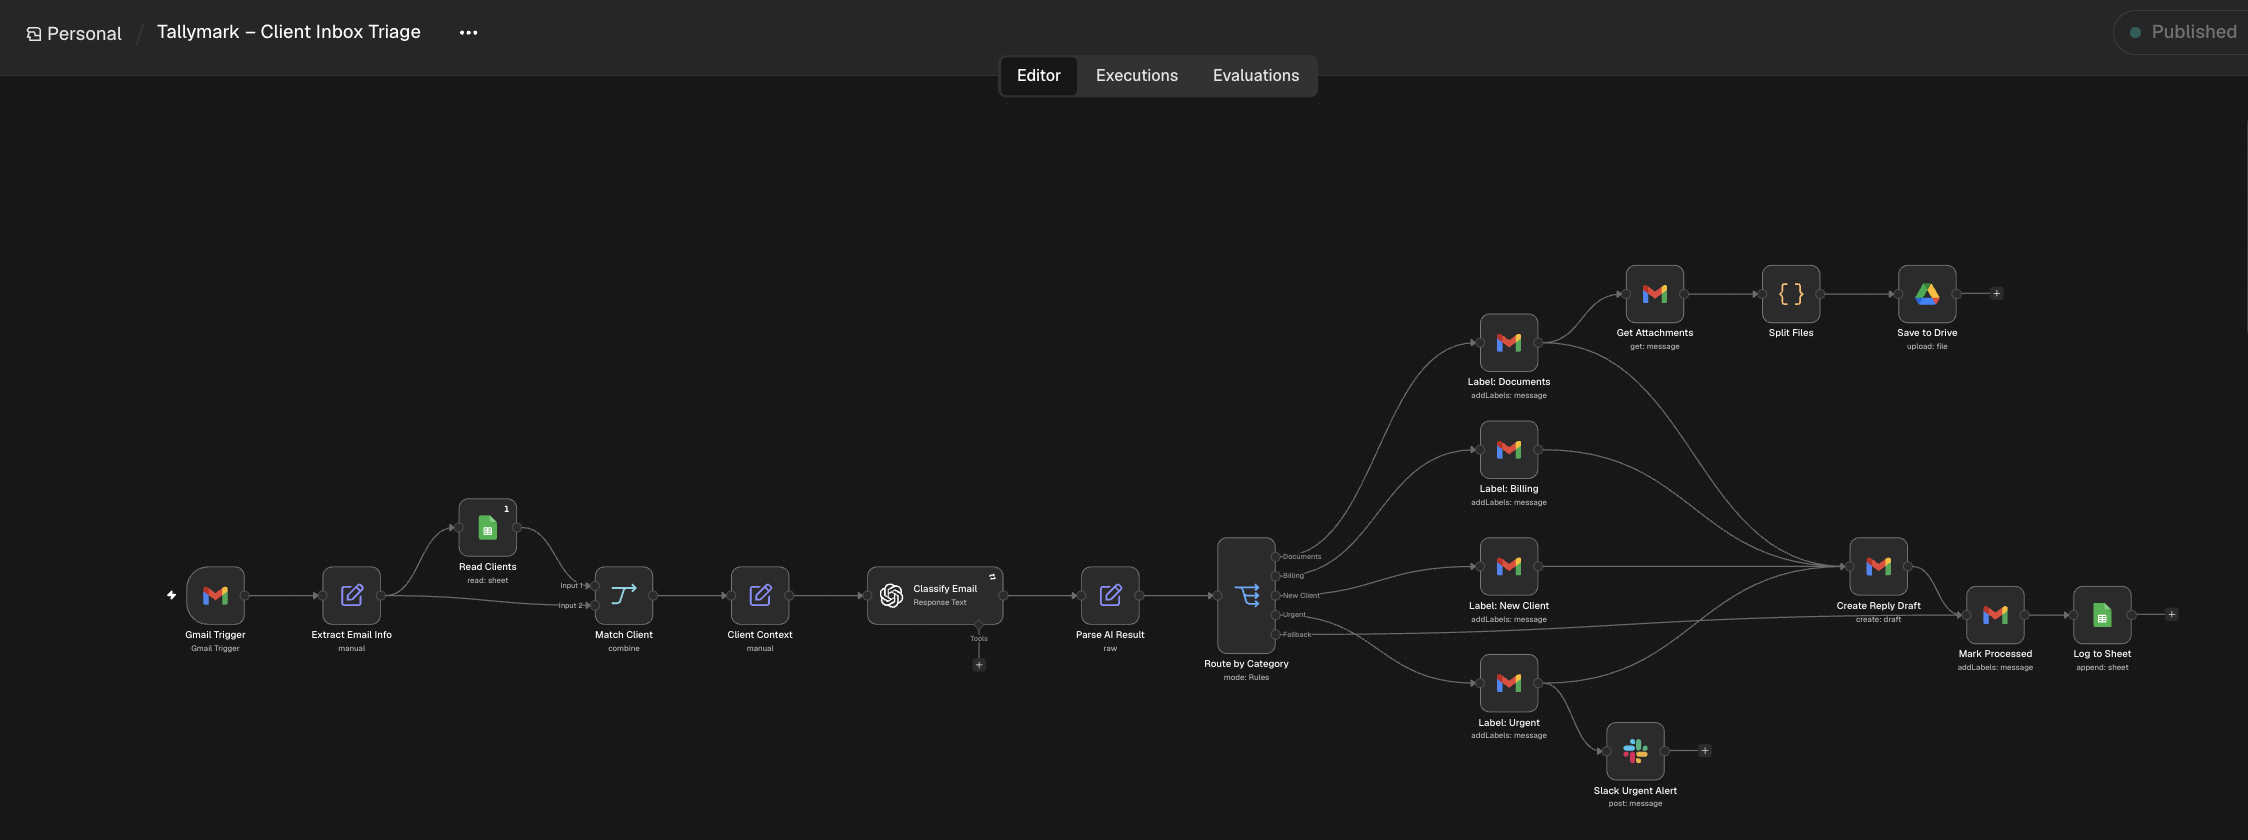 Personal / Tallymark – Client Inbox Triage ...
Published
Editor Executions Evaluations
Get Attachments
get: message
Split Files
Save to Drive
upload: file
Label: Documents
addLabels: message
Label: Billing
addLabels: message
1
Read Clients
read: sheet
Gmail Trigger
Gmail Trigger
Extract Email Info
manual
Input 1
Input 2
Match Client
combine
Client Context
manual
Classify Email
Response Text
Tools
Parse AI Result
raw
Documents
Billing
New Client
Urgent
Fallback
Route by Category
mode: Rules
Label: New Client
addLabels: message
Create Reply Draft
create: draft
Mark Processed
addLabels: message
Log to Sheet
append: sheet
Label: Urgent
addLabels: message
Slack Urgent Alert
post: message